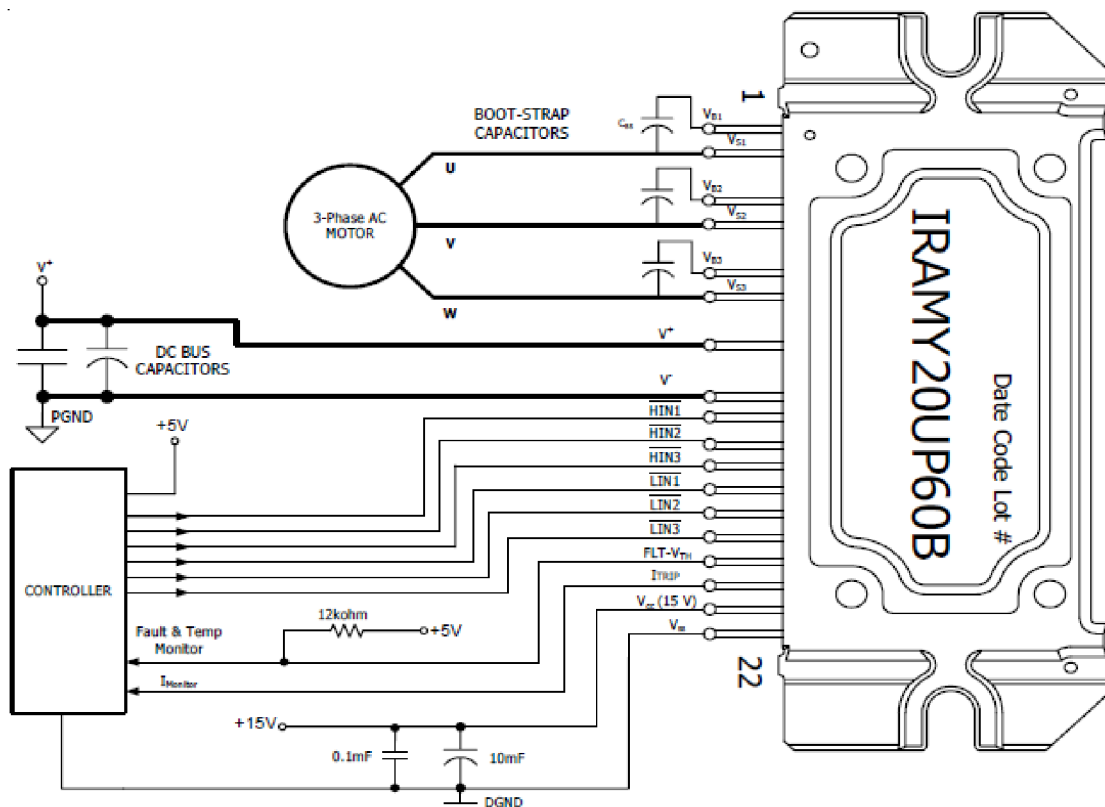 BOOT-STRAP
CAPACITORS
CBS
VB1
VS1
1
U
3-Phase AC
MOTOR
VB2
VS2
V
VB3
VS3
W
V+
V+
DC BUS
CAPACITORS
V-
PGND
+5V
HIN1
HIN2
HIN3
LIN1
LIN2
LIN3
FLT-VTH
ITRIP
VCC (15 V)
VSS
22
IRAMY20UP60B
Date Code Lot #
CONTROLLER
12kohm
+5V
Fault & Temp
Monitor
IMonitor
+15V
0.1mF
10mF
DGND